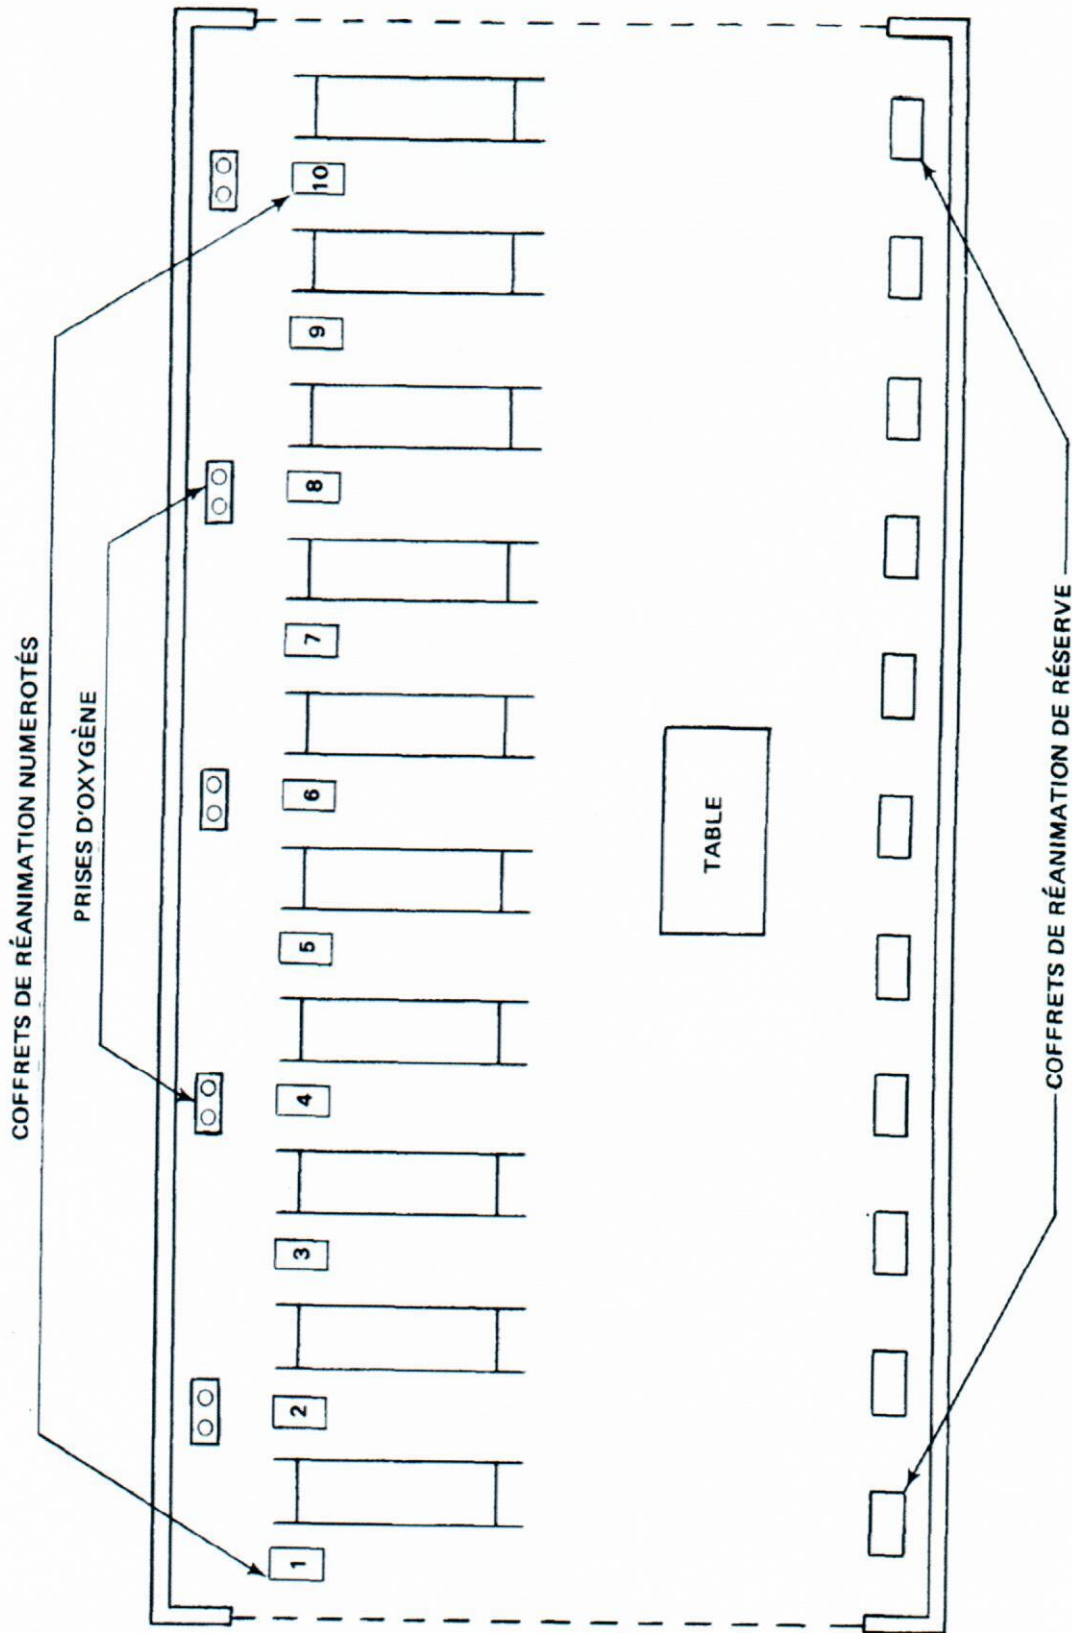 COFFRETS DE RÉANIMATION NUMEROTÉS
PRISES D'OXYGÈNE
1
2
3
4
5
6
7
8
9
10
TABLE
COFFRETS DE RÉANIMATION DE RÉSERVE